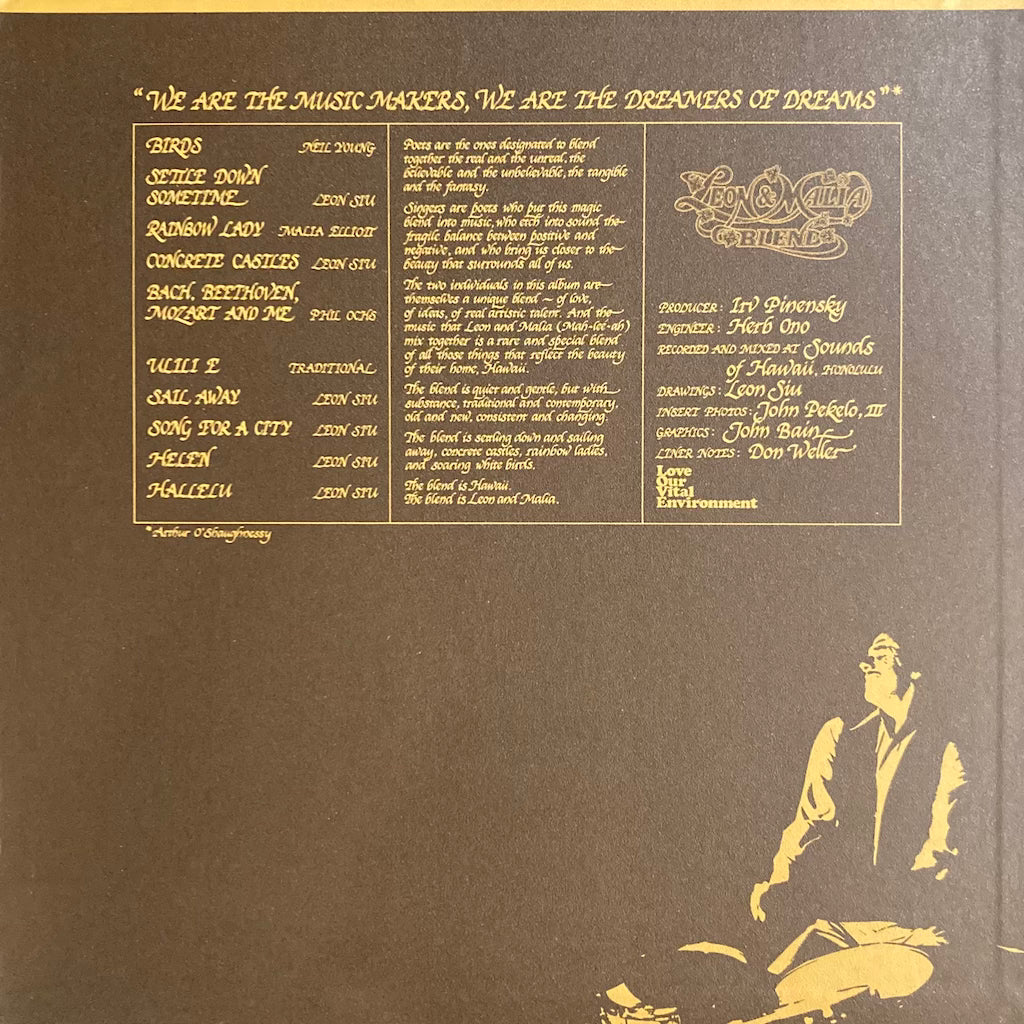 “WE ARE THE MUSIC MAKERS, WE ARE THE DREAMERS OF DREAMS”*
BIRDS NEIL YOUNG
SETTLE DOWN
SOMETIME LEON SIU
RAINBOW LADY MALIA ELLIOTT
CONCRETE CASTLES LEON SIU
BACH, BEETHOVEN,
MOZART AND ME PHIL OCHS
ULILI E TRADITIONAL
SAIL AWAY LEON SIU
SONG FOR A CITY LEON SIU
HELEN LEON SIU
HALLELU LEON SIU
Poets are the ones designated to blend
together the real and the unreal, the
believable and the unbelievable, the tangible
and the fantasy.
Singers are poets who put this magic
blend into music, who etch into sound the
fragile balance between positive and
negative, and who bring us closer to the
beauty that surrounds all of us.
The two individuals in this album are
themselves a unique blend ~ of love,
of ideas, of real artistic talent. And the
music that Leon and Malia (Mah-lee-ah)
mix together is a rare and special blend
of all those things that reflect the beauty
of their home, Hawaii.
The blend is quiet and gentle, but with
substance, traditional and contemporary,
old and new, consistent and changing.
The blend is settling down and sailing
away, concrete castles, rainbow ladies,
and soaring white birds.
The blend is Hawaii.
The blend is Leon and Malia.
LEON & MALIA
BLEND
PRODUCER: Irv Pinensky
ENGINEER: Herb Ono
RECORDED AND MIXED AT Sounds
of Hawaii, HONOLULU
DRAWINGS: Leon Siu
INSERT PHOTOS: John Pekelo, III
GRAPHICS: John Bain
LINER NOTES: Don Weller
Love
Our
Vital
Environment
*Arthur O'Shaughnessy